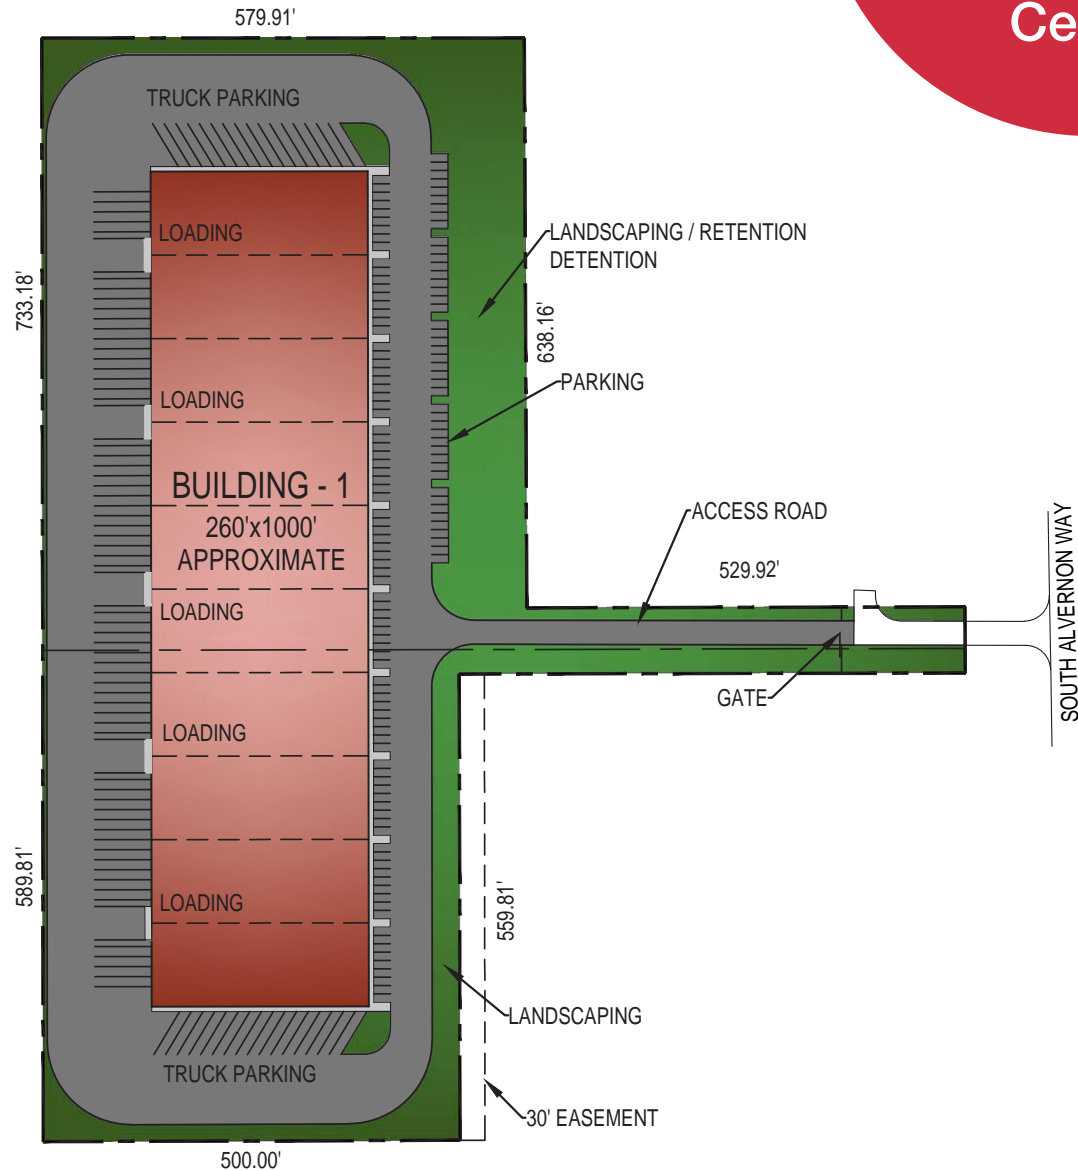 579.91'
Ce
TRUCK PARKING
LOADING
LANDSCAPING / RETENTION
DETENTION
733.18'
638.16'
PARKING
LOADING
BUILDING - 1
260'x1000'
APPROXIMATE
ACCESS ROAD
529.92'
SOUTH ALVERNON WAY
LOADING
GATE
LOADING
589.81'
559.81'
LOADING
LANDSCAPING
TRUCK PARKING
30' EASEMENT
500.00'